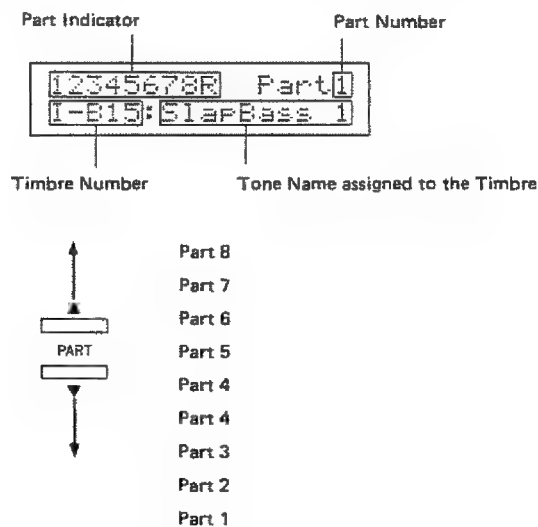 Part Indicator Part Number
12345678R Part 1
I-B15:SlapBass 1
Timbre Number Tone Name assigned to the Timbre
Part 8
Part 7
Part 6
PART Part 5
Part 4
Part 4
Part 3
Part 2
Part 1